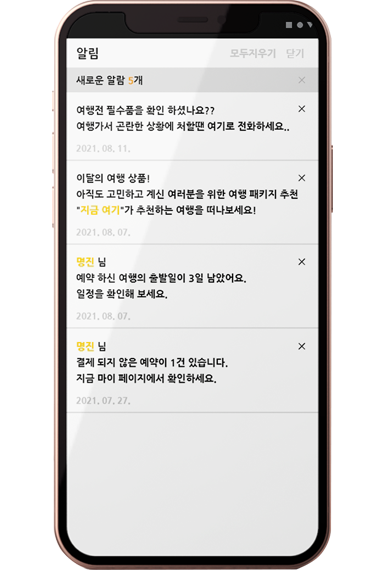 알림 모두지우기 닫기
새로운 알람 5개
여행전 필수품을 확인 하셨나요??
여행가서 곤란한 상황에 처할땐 여기로 전화하세요..
2021. 08. 11.
이달의 여행 상품!
아직도 고민하고 계신 여러분을 위한 여행 패키지 추천
"지금 여기"가 추천하는 여행을 떠나보세요!
2021. 08. 07.
명진 님
예약 하신 여행의 출발일이 3일 남았어요.
일정을 확인해 보세요.
2021. 08. 07.
명진 님
결제 되지 않은 예약이 1건 있습니다.
지금 마이 페이지에서 확인하세요.
2021. 07. 27.